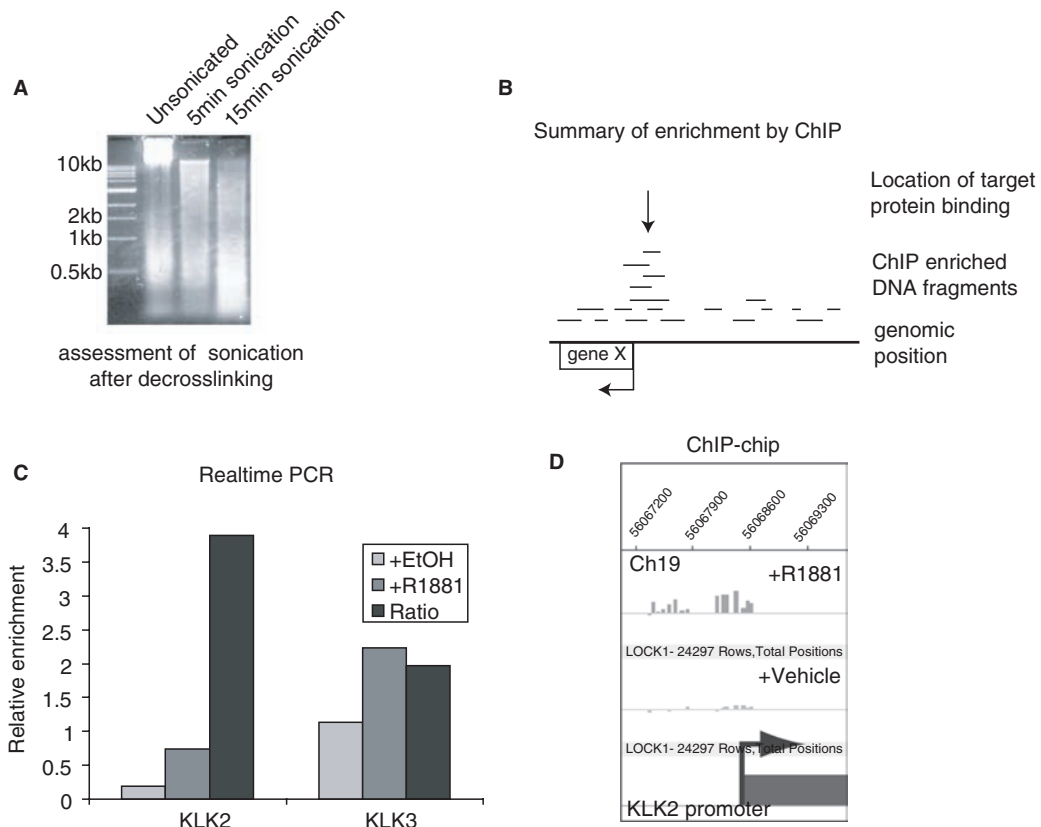 A
Unsonicated
5min sonication
15min sonication
10kb
2kb
1kb
0.5kb
assessment of sonication
after decrosslinking
B
Summary of enrichment by ChIP
Location of target
protein binding
ChIP enriched
DNA fragments
genomic
position
gene X
C
Realtime PCR
Relative enrichment
4
3.5
3
2.5
2
1.5
1
0.5
0
+EtOH
+R1881
Ratio
KLK2
KLK3
D
ChIP-chip
56067200
56067900
56068600
56069300
Ch19
+R1881
LOCK1- 24297 Rows,Total Positions
+Vehicle
LOCK1- 24297 Rows,Total Positions
KLK2 promoter